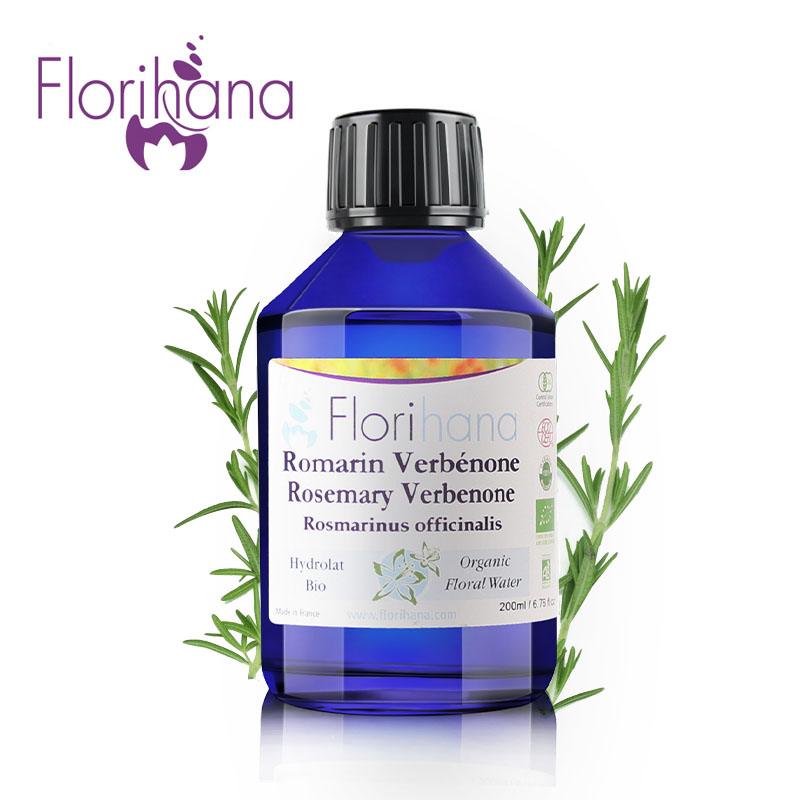 Florihana
Florihana
Romarin Verbénone
Rosemary Verbenone
Rosmarinus officinalis
Hydrolat
Bio
Organic
Floral Water
Made in France
www.florihana.com
200ml / 6.75 fl oz